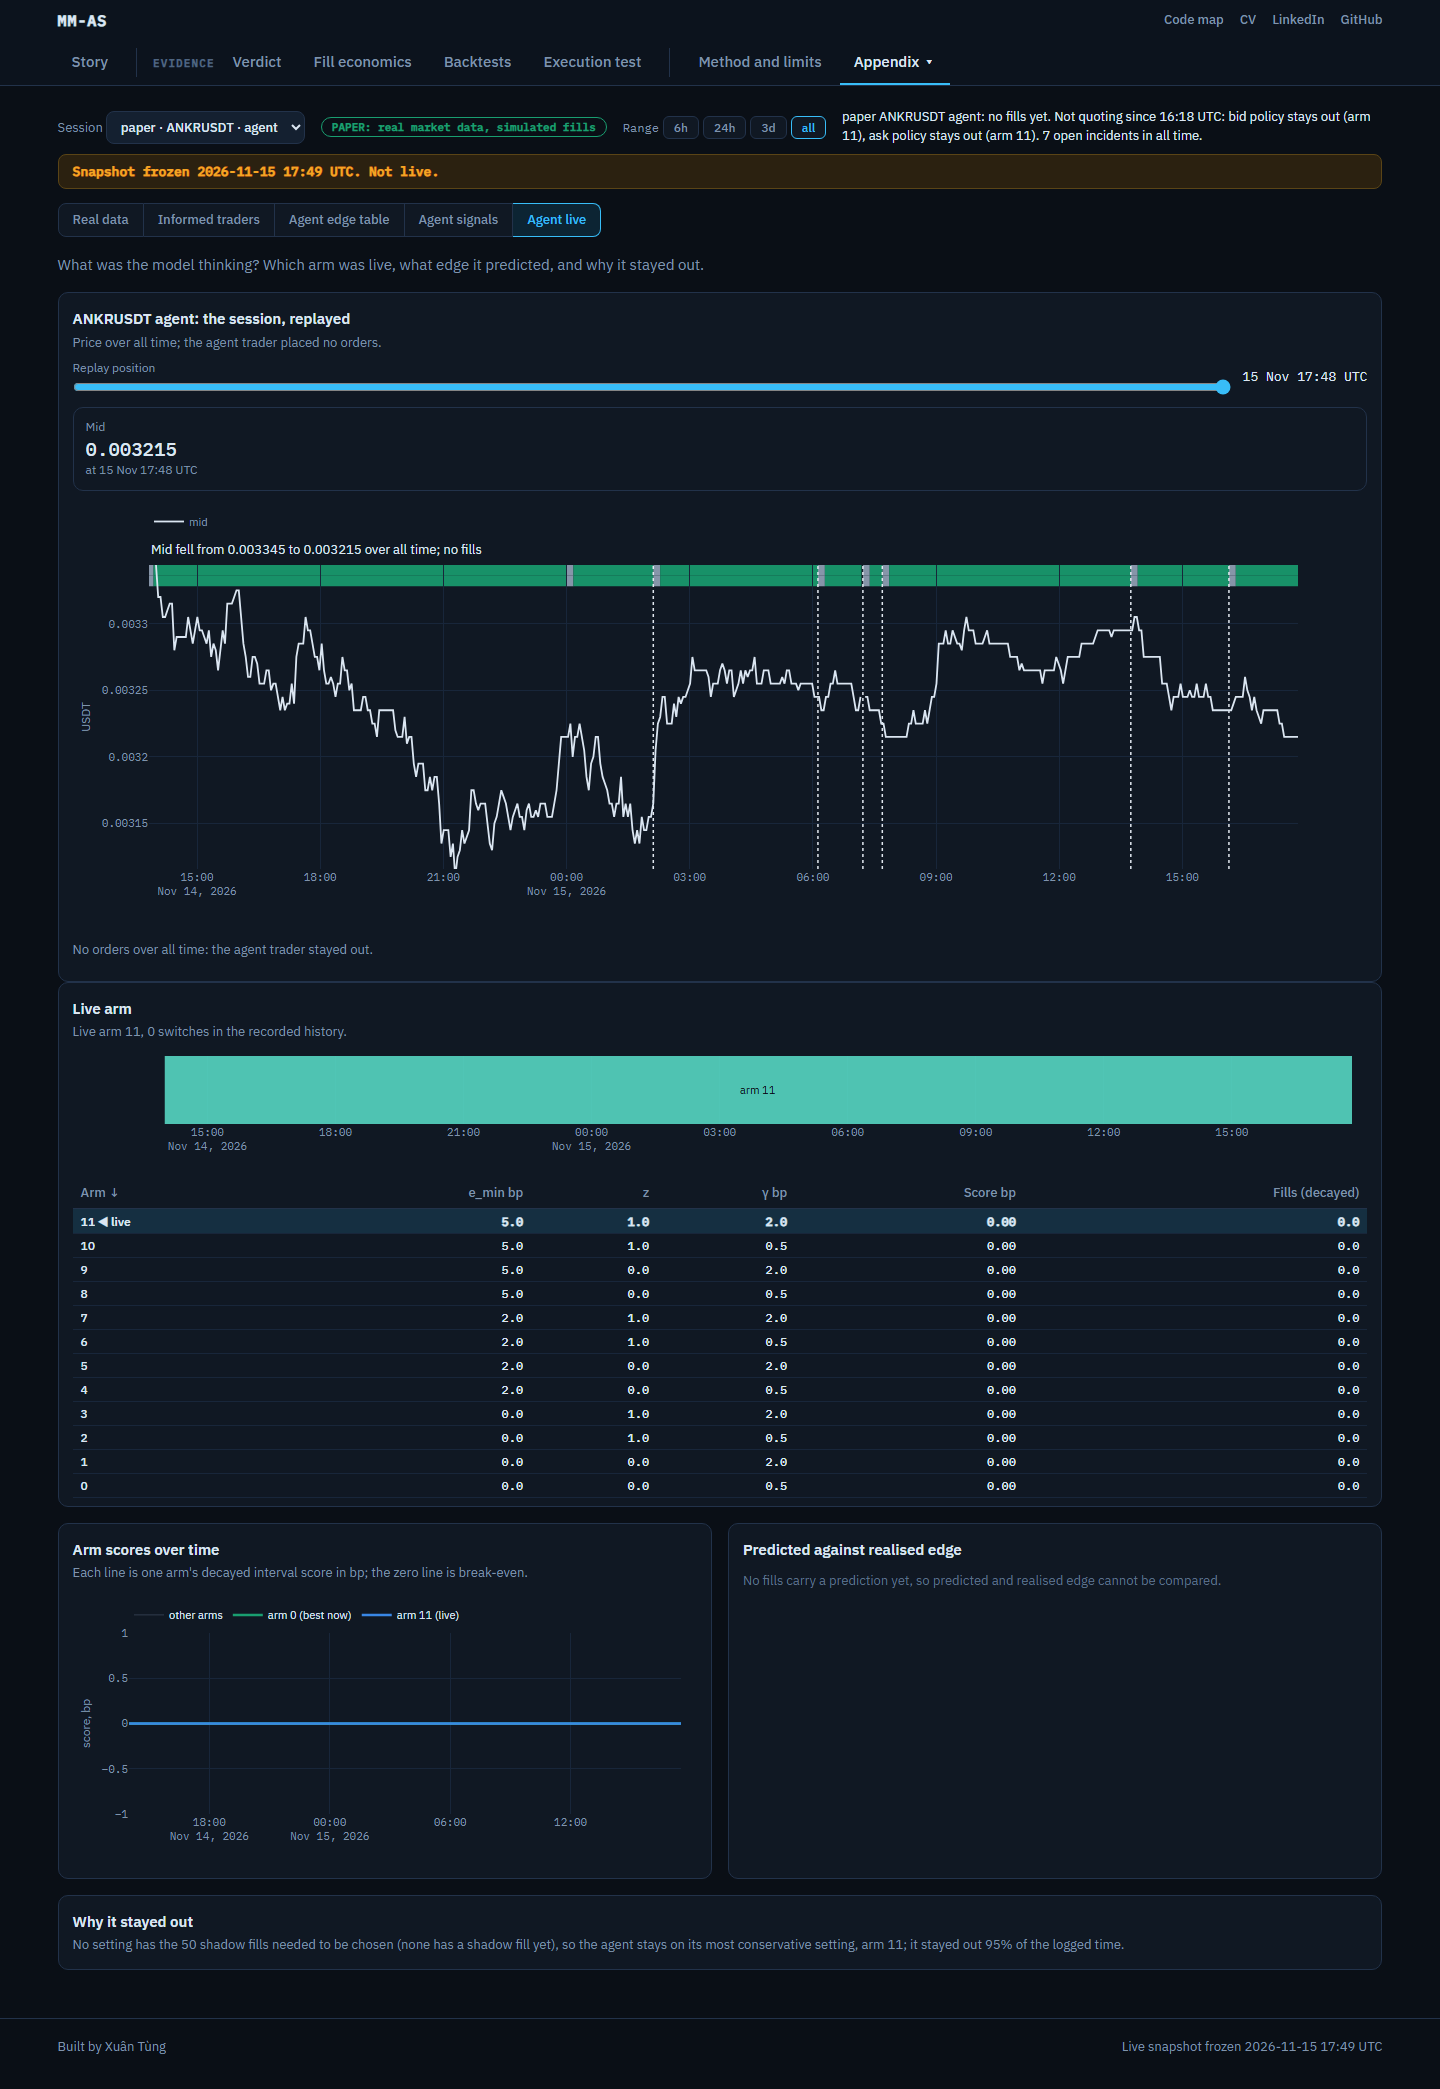 MM-AS
Code map CV LinkedIn GitHub
Story EVIDENCE Verdict Fill economics Backtests Execution test Method and limits Appendix ▾
Session paper · ANKRUSDT · agent PAPER: real market data, simulated fills Range 6h 24h 3d all
paper ANKRUSDT agent: no fills yet. Not quoting since 16:18 UTC: bid policy stays out (arm
11), ask policy stays out (arm 11). 7 open incidents in all time.
Snapshot frozen 2026-11-15 17:49 UTC. Not live.
Real data Informed traders Agent edge table Agent signals Agent live
What was the model thinking? Which arm was live, what edge it predicted, and why it stayed out.
ANKRUSDT agent: the session, replayed
Price over all time; the agent trader placed no orders.
Replay position
15 Nov 17:48 UTC
Mid
0.003215
at 15 Nov 17:48 UTC
mid
Mid fell from 0.003345 to 0.003215 over all time; no fills
0.0033
0.00325
0.0032
0.00315
USDT
15:00 18:00 21:00 00:00 03:00 06:00 09:00 12:00 15:00
Nov 14, 2026 Nov 15, 2026
No orders over all time: the agent trader stayed out.
Live arm
Live arm 11, 0 switches in the recorded history.
arm 11
15:00 18:00 21:00 00:00 03:00 06:00 09:00 12:00 15:00
Nov 14, 2026 Nov 15, 2026
Arm ↓ e_min bp z γ bp Score bp Fills (decayed)
11 ◀ live 5.0 1.0 2.0 0.00 0.0
10 5.0 1.0 0.5 0.00 0.0
9 5.0 0.0 2.0 0.00 0.0
8 5.0 0.0 0.5 0.00 0.0
7 2.0 1.0 2.0 0.00 0.0
6 2.0 1.0 0.5 0.00 0.0
5 2.0 0.0 2.0 0.00 0.0
4 2.0 0.0 0.5 0.00 0.0
3 0.0 1.0 2.0 0.00 0.0
2 0.0 1.0 0.5 0.00 0.0
1 0.0 0.0 2.0 0.00 0.0
0 0.0 0.0 0.5 0.00 0.0
Arm scores over time
Each line is one arm's decayed interval score in bp; the zero line is break-even.
other arms arm 0 (best now) arm 11 (live)
1
0.5
0
−0.5
−1
score, bp
18:00 00:00 06:00 12:00
Nov 14, 2026 Nov 15, 2026
Predicted against realised edge
No fills carry a prediction yet, so predicted and realised edge cannot be compared.
Why it stayed out
No setting has the 50 shadow fills needed to be chosen (none has a shadow fill yet), so the agent stays on its most conservative setting, arm 11; it stayed out 95% of the logged time.
Built by Xuân Tùng
Live snapshot frozen 2026-11-15 17:49 UTC